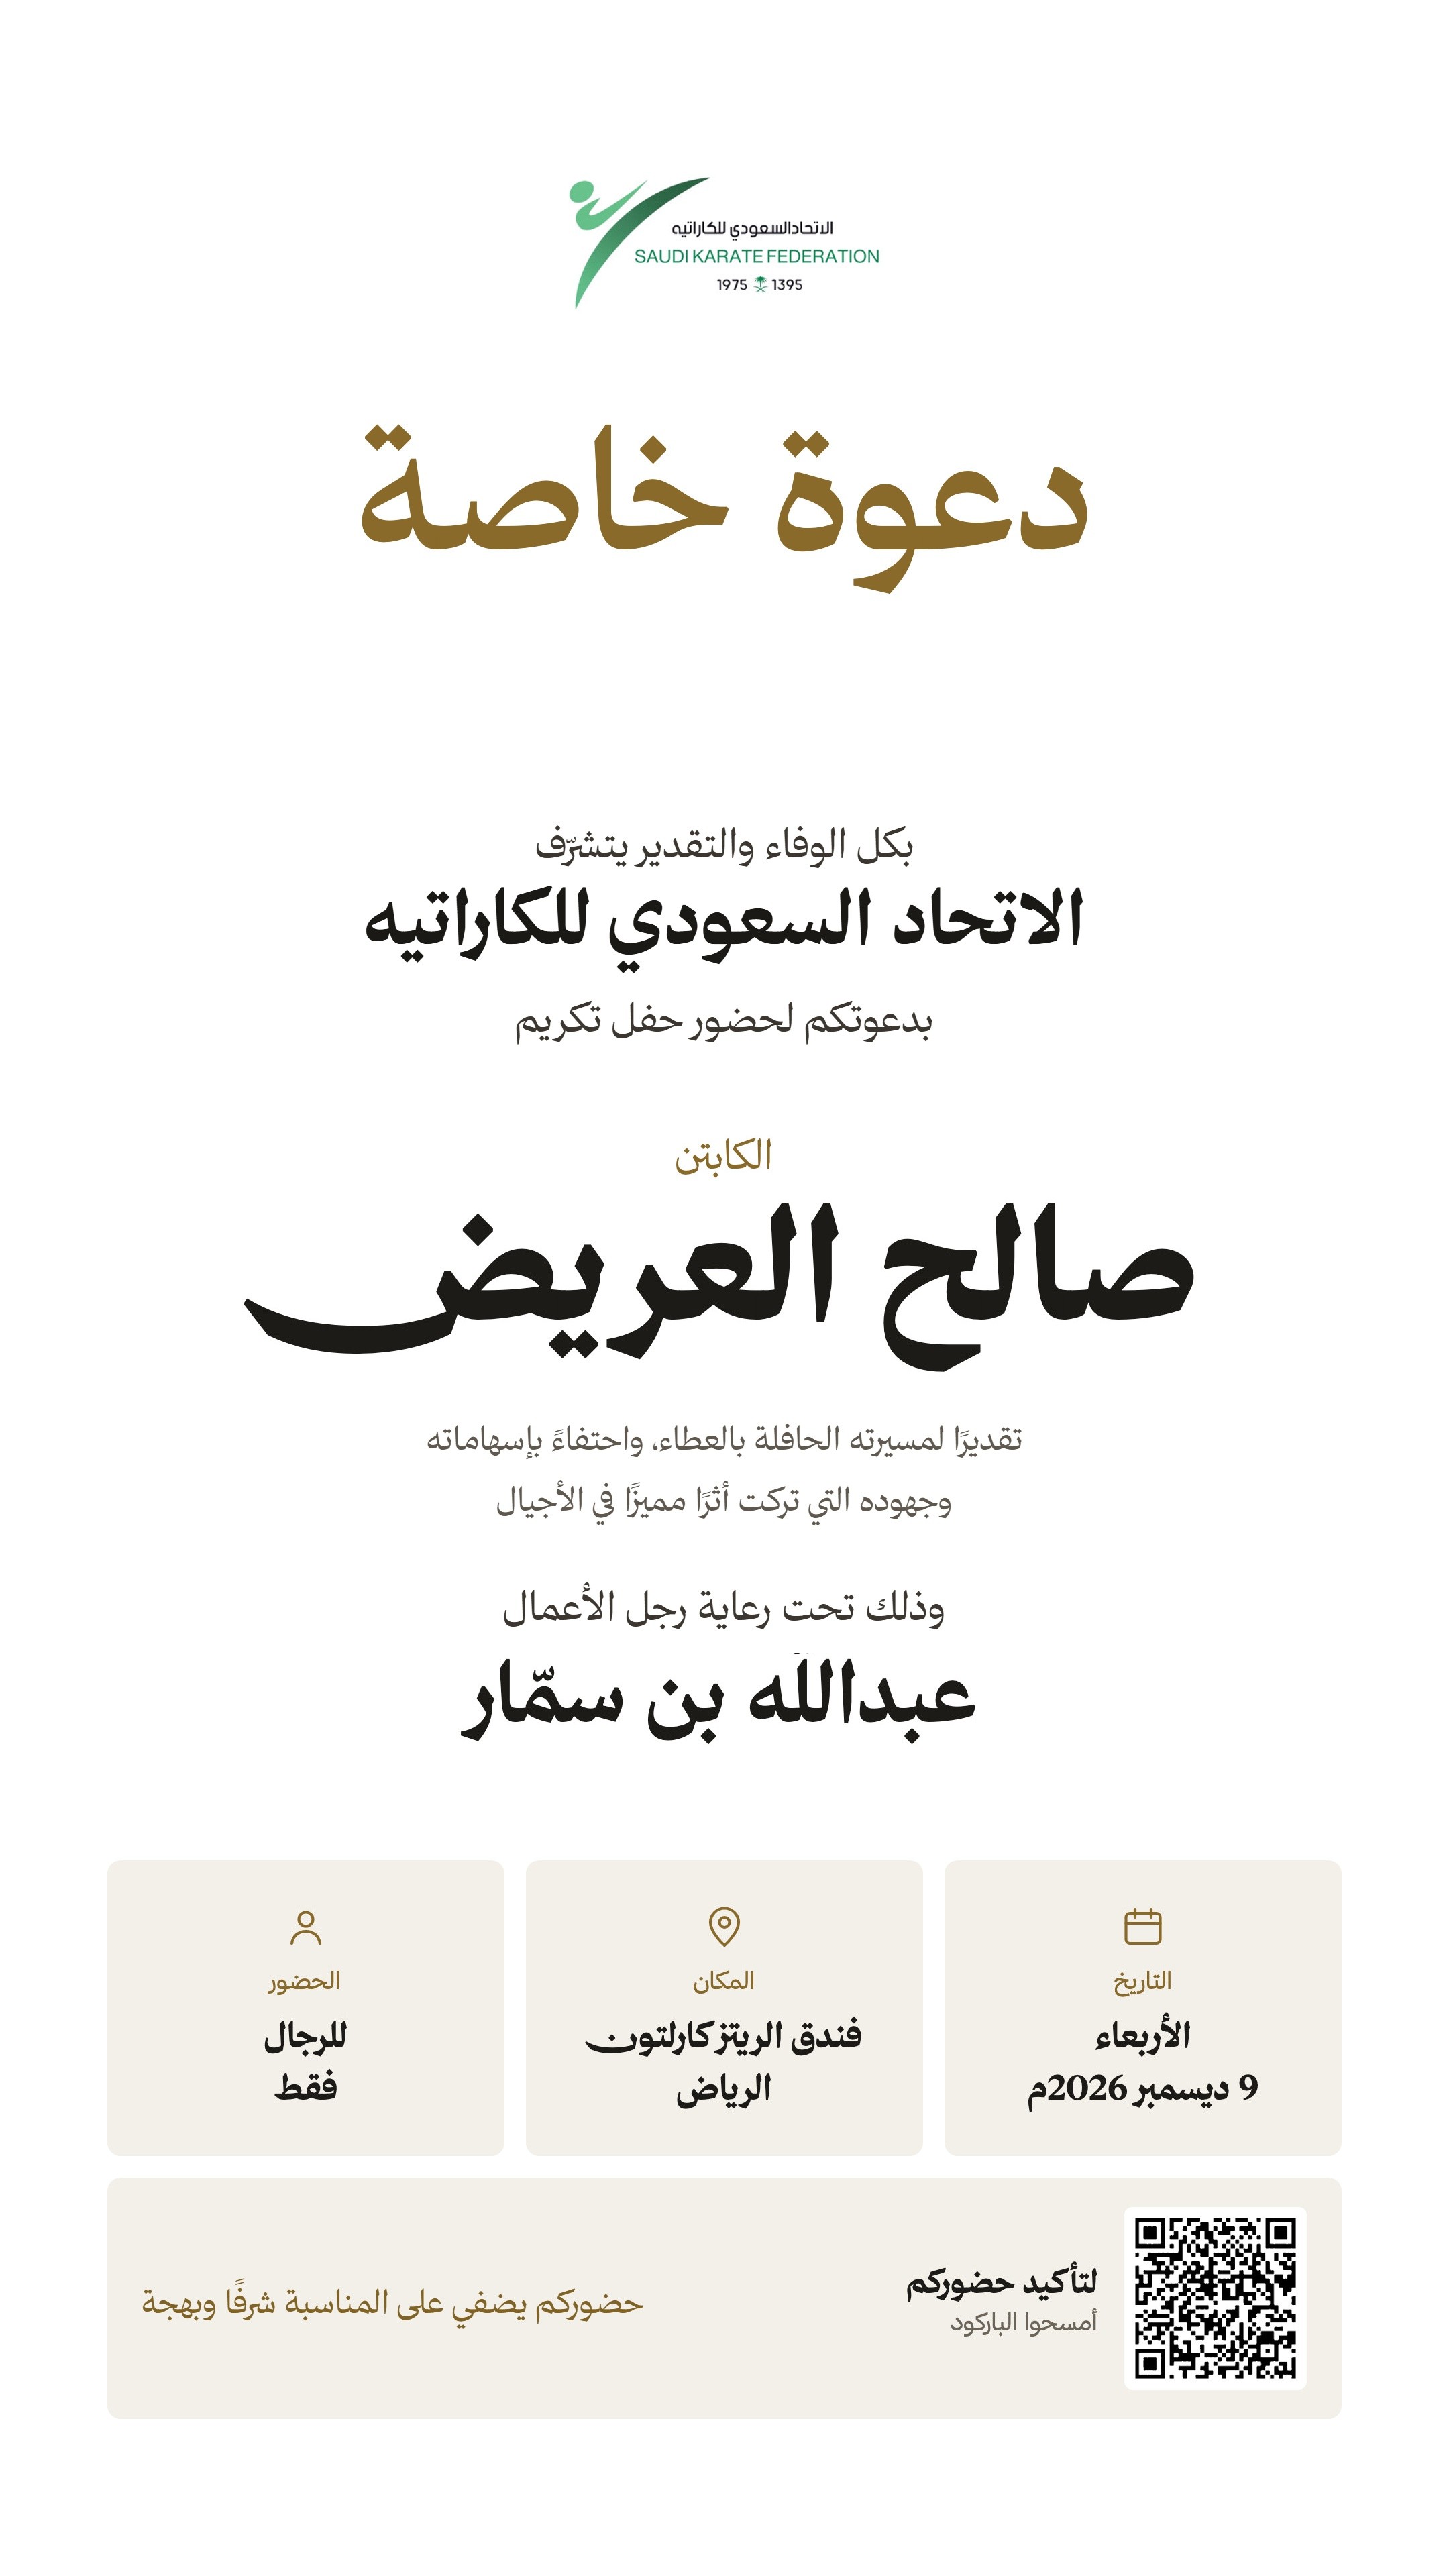 الاتحاد السعودي للكاراتيه
SAUDI KARATE FEDERATION
1975 1395
دعوة خاصة
بكل الوفاء والتقدير يتشرّف
الاتحاد السعودي للكاراتيه
بدعوتكم لحضور حفل تكريم
الكابتن
صالح العريض
تقديرًا لمسيرته الحافلة بالعطاء، واحتفاءً بإسهاماته
وجهوده التي تركت أثرًا مميزًا في الأجيال
وذلك تحت رعاية رجل الأعمال
عبدالله بن سمّار
التاريخ
الأربعاء
9 ديسمبر 2026م
المكان
فندق الريتز كارلتون
الرياض
الحضور
للرجال
فقط
لتأكيد حضوركم
أمسحوا الباركود
حضوركم يضفي على المناسبة شرفًا وبهجة